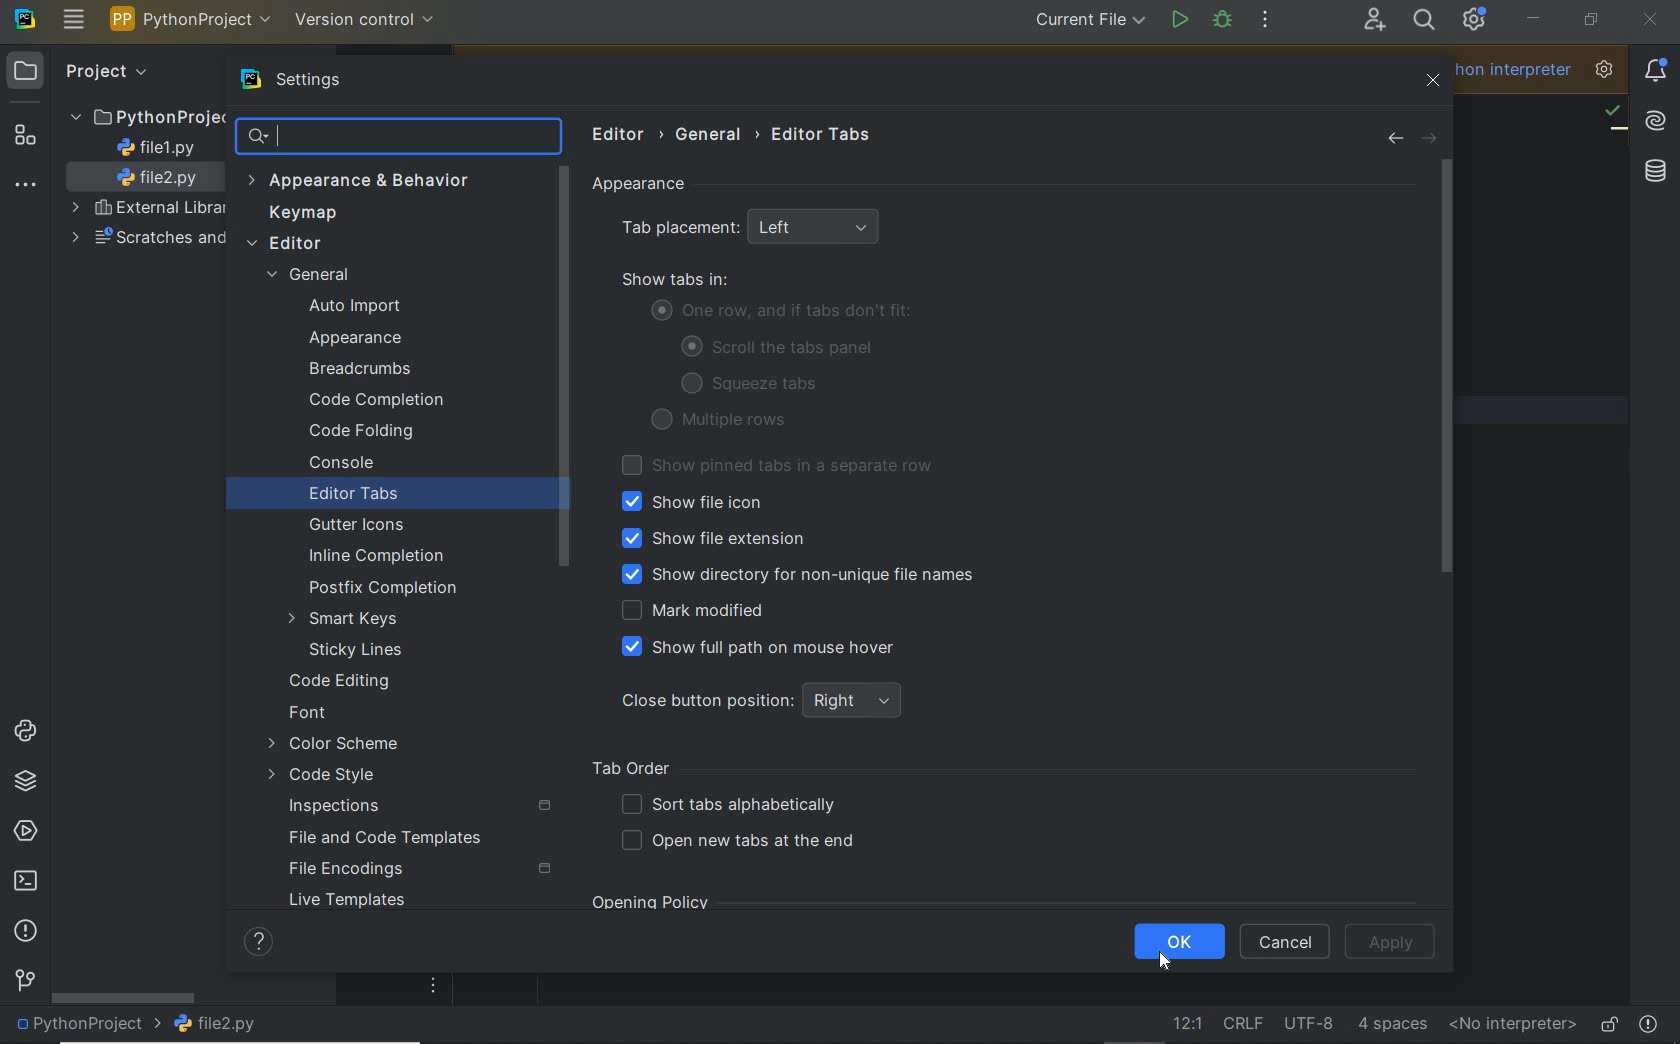 PP PythonProject
Version control
Current File
Project
hon interpreter
PythonProjec
file1.py
file2.py
External Librar
Scratches and
Settings
Appearance & Behavior
Keymap
Editor
General
Auto Import
Appearance
Breadcrumbs
Code Completion
Code Folding
Console
Editor Tabs
Gutter Icons
Inline Completion
Postfix Completion
Smart Keys
Sticky Lines
Code Editing
Font
Color Scheme
Code Style
Inspections
File and Code Templates
File Encodings
Live Templates
Editor › General › Editor Tabs
Appearance
Tab placement: Left
Show tabs in:
One row, and if tabs don't fit:
Scroll the tabs panel
Squeeze tabs
Multiple rows
Show pinned tabs in a separate row
Show file icon
Show file extension
Show directory for non-unique file names
Mark modified
Show full path on mouse hover
Close button position: Right
Tab Order
Sort tabs alphabetically
Open new tabs at the end
Opening Policy
?
OK
Cancel
Apply
PythonProject › file2.py
12:1 CRLF UTF-8 4 spaces <No interpreter>